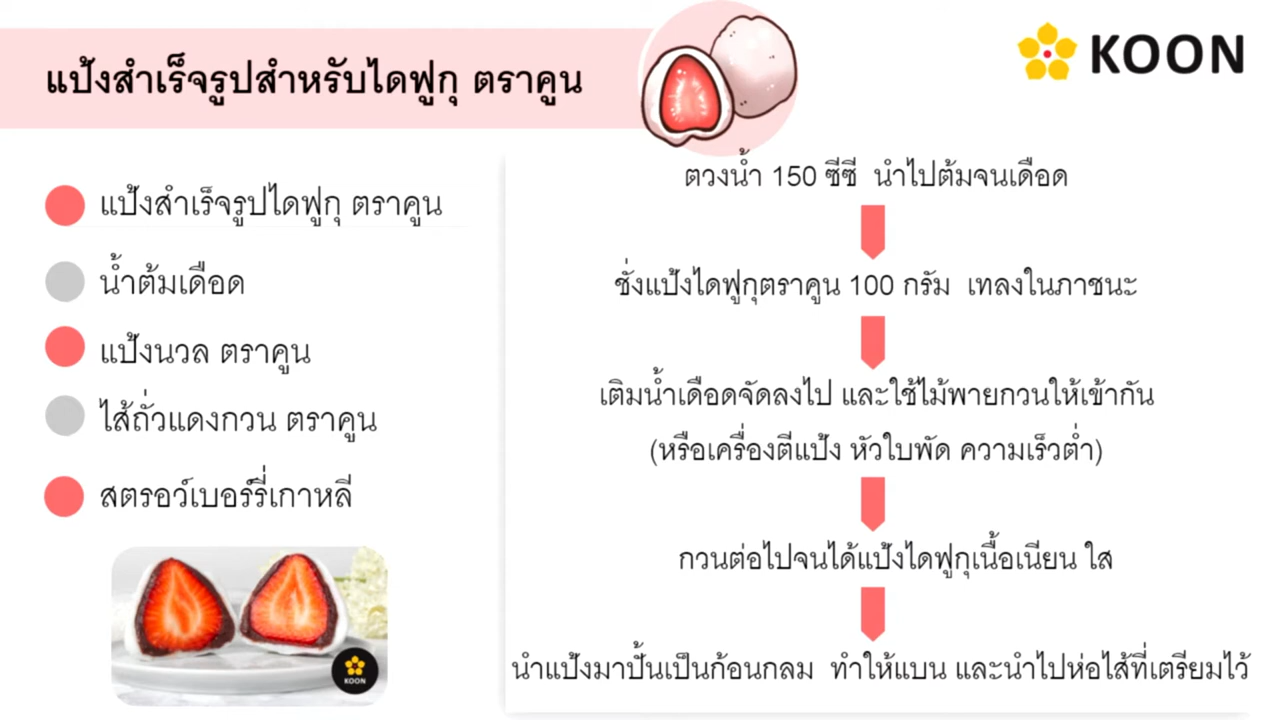 แป้งสำเร็จรูปสำหรับไดฟูกุ ตราคูน
KOON
แป้งสำเร็จรูปไดฟูกุ ตราคูน
น้ำต้มเดือด
แป้งนวล ตราคูน
ไส้ถั่วแดงกวน ตราคูน
สตรอว์เบอร์รี่เกาหลี
KOON
ตวงน้ำ 150 ซีซี นำไปต้มจนเดือด
ชั่งแป้งไดฟูกุตราคูน 100 กรัม เทลงในภาชนะ
เติมน้ำเดือดจัดลงไป และใช้ไม้พายกวนให้เข้ากัน
(หรือเครื่องตีแป้ง หัวใบพัด ความเร็วต่ำ)
กวนต่อไปจนได้แป้งไดฟูกุเนื้อเนียน ใส
นำแป้งมาปั้นเป็นก้อนกลม ทำให้แบน และนำไปห่อไส้ที่เตรียมไว้